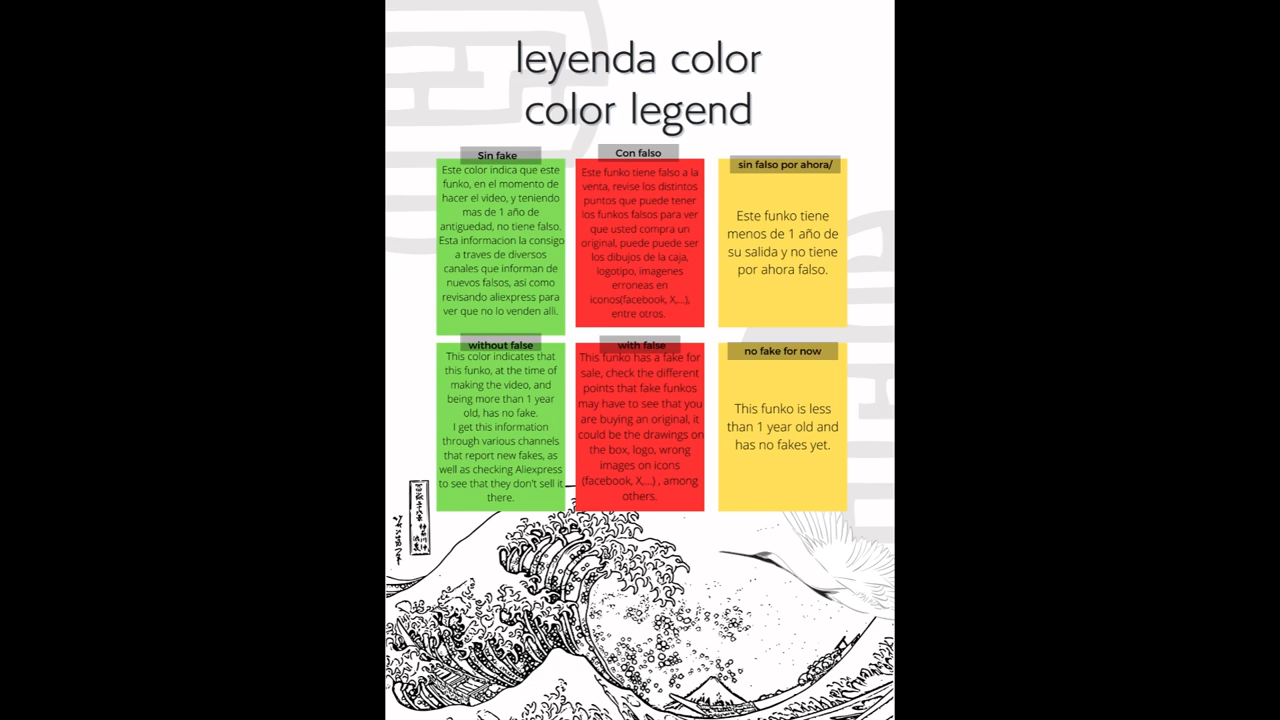 leyenda color
color legend
Sin fake
Este color indica que este
funko, en el momento de
hacer el video, y teniendo
mas de 1 año de
antiguedad, no tiene falso.
Esta informacion la consigo
a traves de diversos
canales que informan de
nuevos falsos, asi como
revisando aliexpress para
ver que no lo venden alli.
Con falso
Este funko tiene falso a la
venta, revise los distintos
puntos que puede tener
los funkos falsos para ver
que usted compra un
original, puede puede ser
los dibujos de la caja,
logotipo, imagenes
erroneas en
iconos(facebook, X,...),
entre otros.
sin falso por ahora/
Este funko tiene
menos de 1 año de
su salida y no tiene
por ahora falso.
without false
This color indicates that
this funko, at the time of
making the video, and
being more than 1 year
old, has no fake.
I get this information
through various channels
that report new fakes, as
well as checking Aliexpress
to see that they don't sell it
there.
with false
This funko has a fake for
sale, check the different
points that fake funkos
may have to see that you
are buying an original, it
could be the drawings on
the box, logo, wrong
images on icons
(facebook, X,...) , among
others.
no fake for now
This funko is less
than 1 year old and
has no fakes yet.